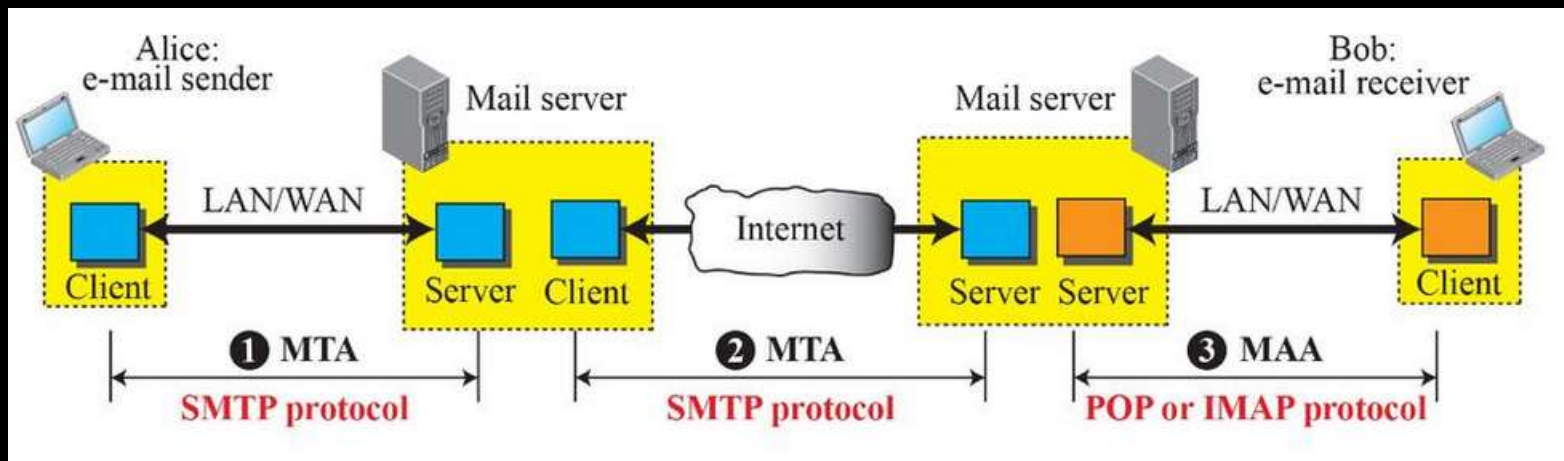 Alice:
e-mail sender
Mail server
Mail server
Bob:
e-mail receiver
LAN/WAN
Internet
LAN/WAN
Client
Server
Client
Server
Server
Client
1 MTA
2 MTA
3 MAA
SMTP protocol
SMTP protocol
POP or IMAP protocol